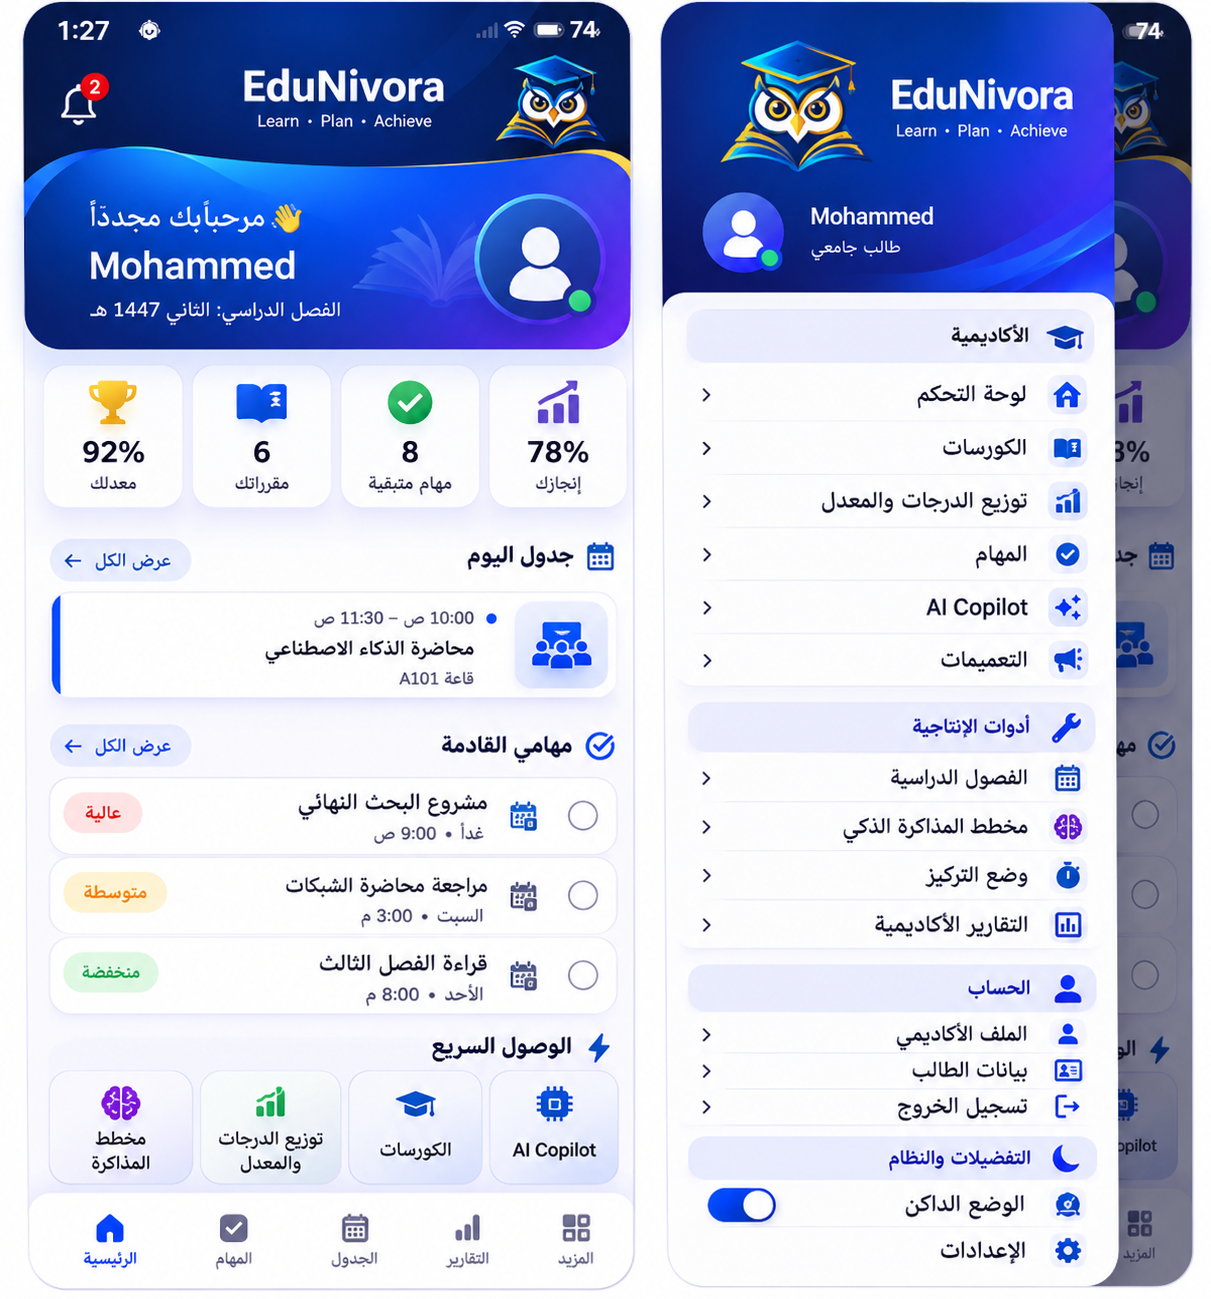 1:27
74
2
EduNivora
Learn • Plan • Achieve
مرحباًبك مجددّاً 👋
Mohammed
الفصل الدراسي: الثاني 1447 هـ
78%
إنجازك
8
مهام متبقية
6
مقرراتك
92%
معدلك
جدول اليوم
عرض الكل ←
10:00 ص – 11:30 ص
محاضرة الذكاء الاصطناعي
قاعة A101
مهامي القادمة
عرض الكل ←
مشروع البحث النهائي
غداً • 9:00 ص
عالية
مراجعة محاضرة الشبكات
السبت • 3:00 م
متوسطة
قراءة الفصل الثالث
الأحد • 8:00 م
منخفضة
الوصول السريع
AI Copilot
الكورسات
توزيع الدرجات
والمعدل
مخطط
المذاكرة
المزيد
التقارير
الجدول
المهام
الرئيسية
74
EduNivora
Learn • Plan • Achieve
Mohammed
طالب جامعي
الأكاديمية
لوحة التحكم
الكورسات
توزيع الدرجات والمعدل
المهام
AI Copilot
التعميمات
أدوات الإنتاجية
الفصول الدراسية
مخطط المذاكرة الذكي
وضع التركيز
التقارير الأكاديمية
الحساب
الملف الأكاديمي
بيانات الطالب
تسجيل الخروج
التفضيلات والنظام
الوضع الداكن
الإعدادات
المزيد